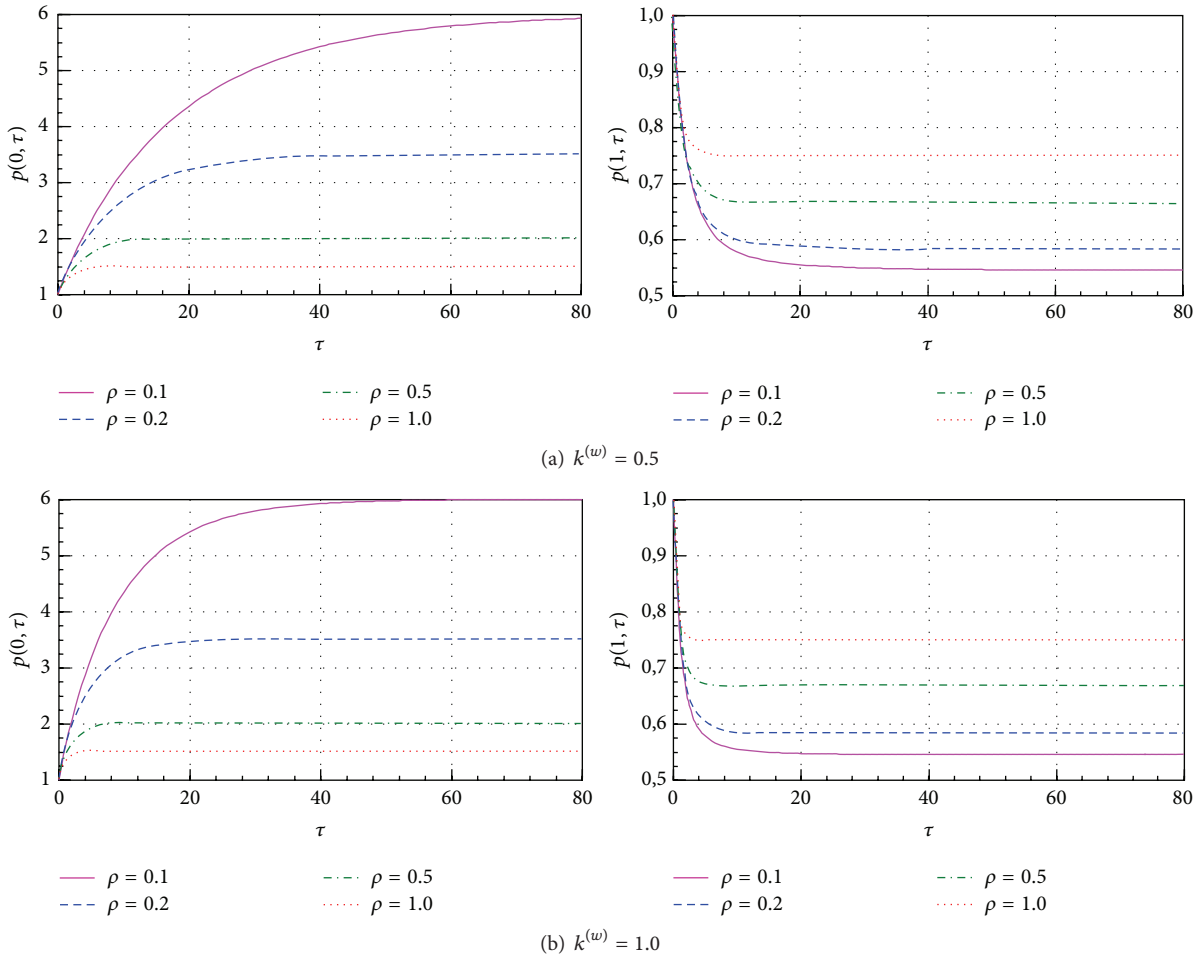 6
5
4
3
2
1
p(0, τ)
0 20 40 60 80
τ
1,0
0,9
0,8
0,7
0,6
0,5
p(1, τ)
0 20 40 60 80
τ
ρ = 0.1 ρ = 0.5
ρ = 0.2 ρ = 1.0
ρ = 0.1 ρ = 0.5
ρ = 0.2 ρ = 1.0
(a) k^(w) = 0.5
6
5
4
3
2
1
p(0, τ)
0 20 40 60 80
τ
1,0
0,9
0,8
0,7
0,6
0,5
p(1, τ)
0 20 40 60 80
τ
ρ = 0.1 ρ = 0.5
ρ = 0.2 ρ = 1.0
ρ = 0.1 ρ = 0.5
ρ = 0.2 ρ = 1.0
(b) k^(w) = 1.0